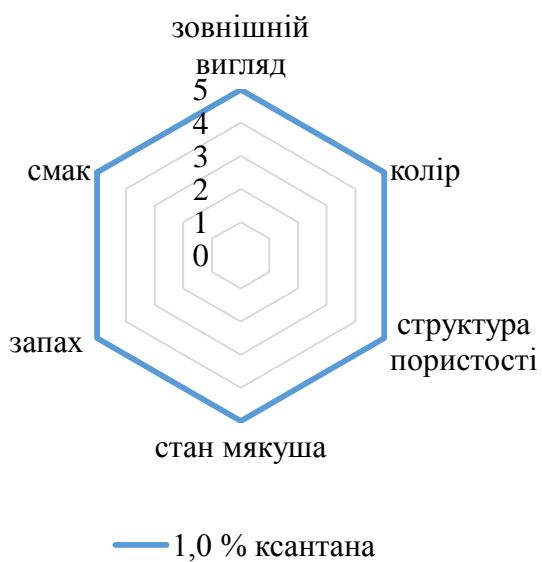 зовнішній
вигляд
5
4
3
2
1
0
смак
колір
запах
структура
пористості
стан мякуша
1,0 % ксантана